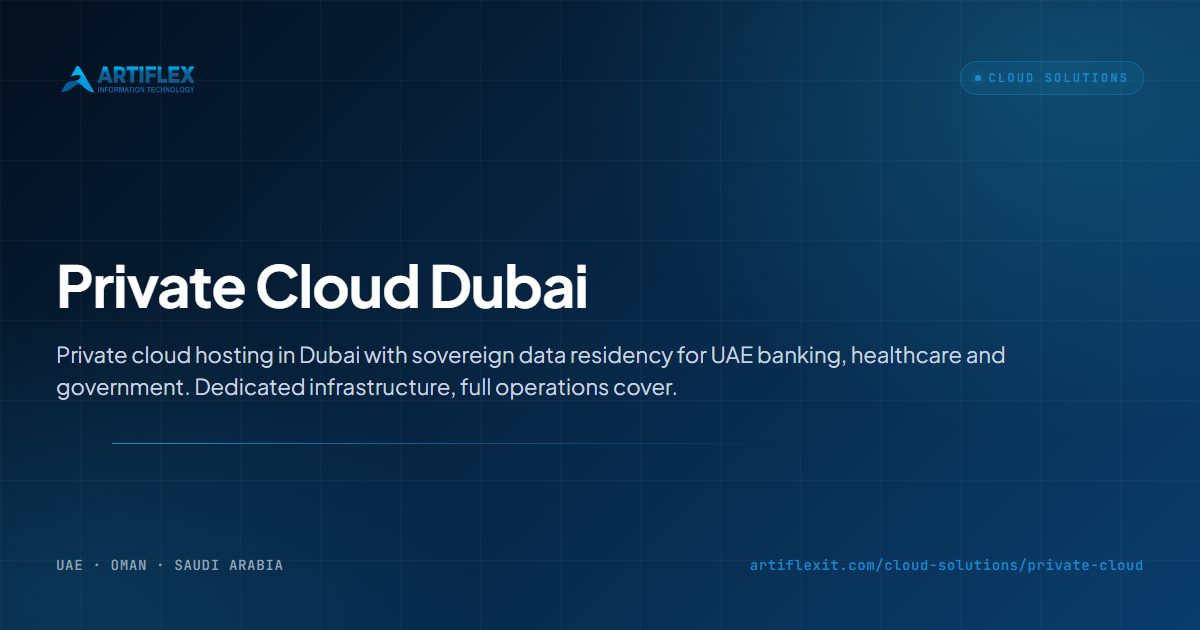 ARTIFLEX
INFORMATION TECHNOLOGY
CLOUD SOLUTIONS
Private Cloud Dubai
Private cloud hosting in Dubai with sovereign data residency for UAE banking, healthcare and
government. Dedicated infrastructure, full operations cover.
UAE · OMAN · SAUDI ARABIA
artiflexit.com/cloud-solutions/private-cloud